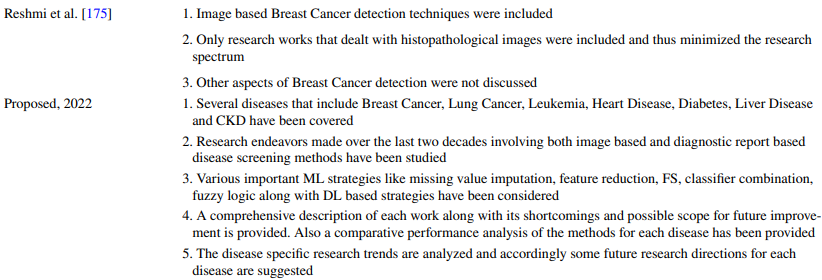 Reshmi et al. [175] 1. Image based Breast Cancer detection techniques were included
2. Only research works that dealt with histopathological images were included and thus minimized the research
spectrum
3. Other aspects of Breast Cancer detection were not discussed
Proposed, 2022 1. Several diseases that include Breast Cancer, Lung Cancer, Leukemia, Heart Disease, Diabetes, Liver Disease
and CKD have been covered
2. Research endeavors made over the last two decades involving both image based and diagnostic report based
disease screening methods have been studied
3. Various important ML strategies like missing value imputation, feature reduction, FS, classifier combination,
fuzzy logic along with DL based strategies have been considered
4. A comprehensive description of each work along with its shortcomings and possible scope for future improve-
ment is provided. Also a comparative performance analysis of the methods for each disease has been provided
5. The disease specific research trends are analyzed and accordingly some future research directions for each
disease are suggested